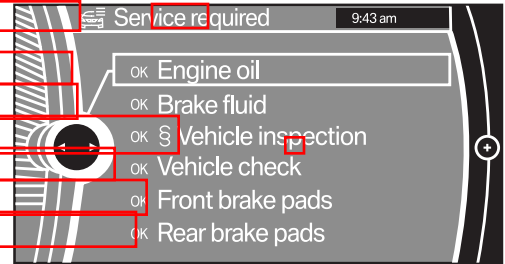 Service required 9:43 am
OK Engine oil
OK Brake fluid
OK § Vehicle inspection
OK Vehicle check
OK Front brake pads
OK Rear brake pads